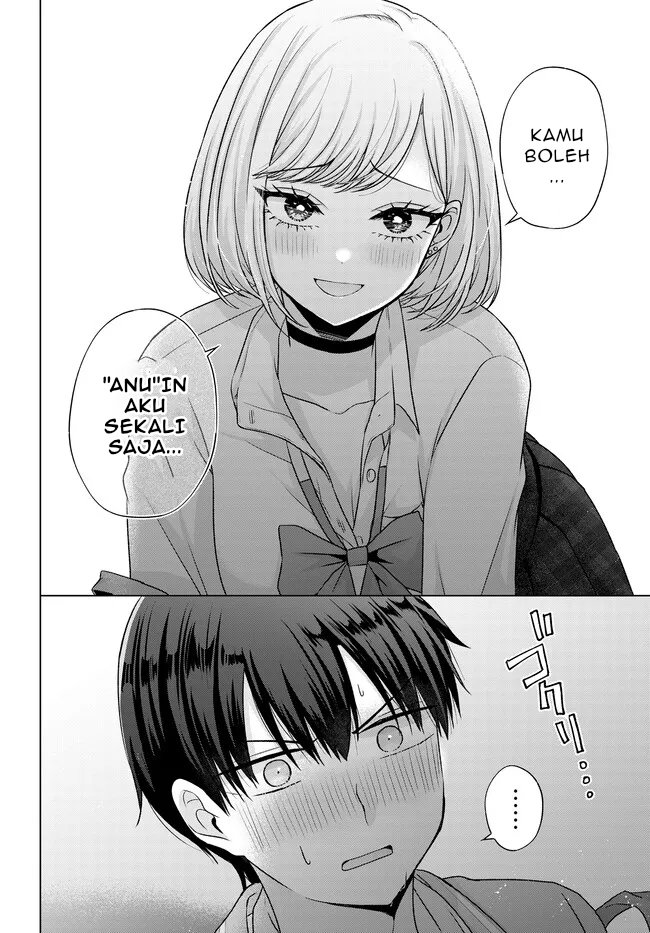 KAMU
BOLEH
...
"ANU"IN
AKU
SEKALI
SAJA...
ゴクリ...
......